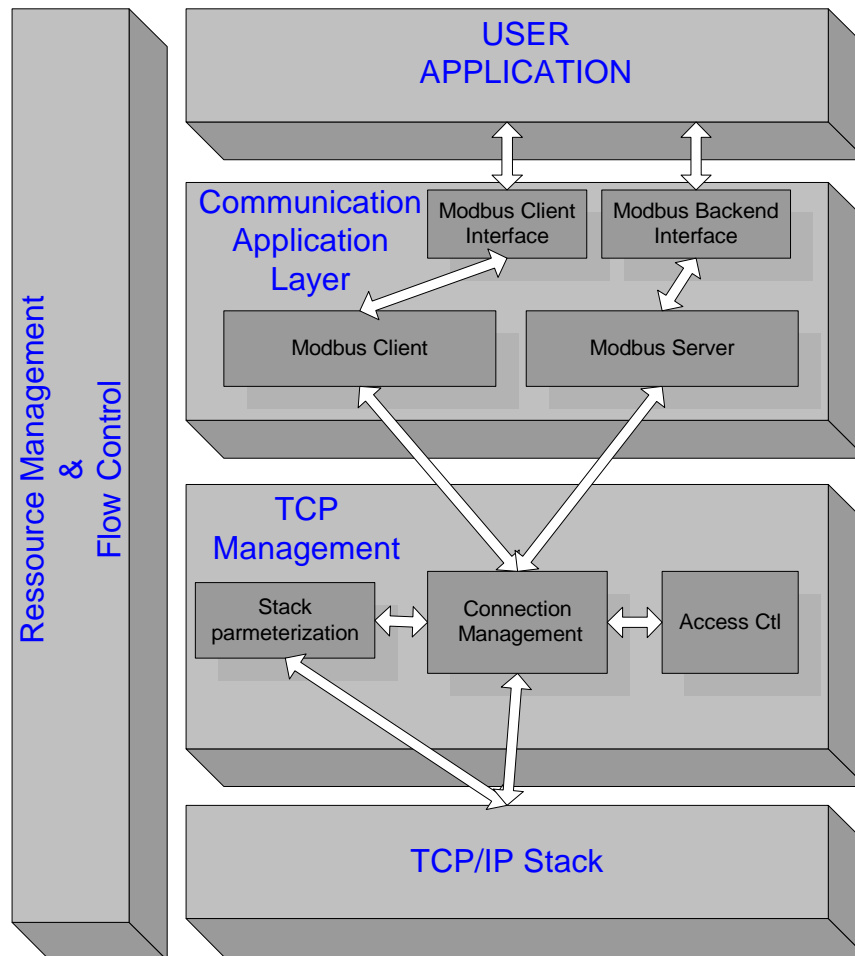 USER
APPLICATION
Communication
Application
Layer
Modbus Client
Interface
Modbus Backend
Interface
Modbus Client
Modbus Server
Ressource Management
&
Flow Control
TCP
Management
Stack
parmeterization
Connection
Management
Access Ctl
TCP/IP Stack